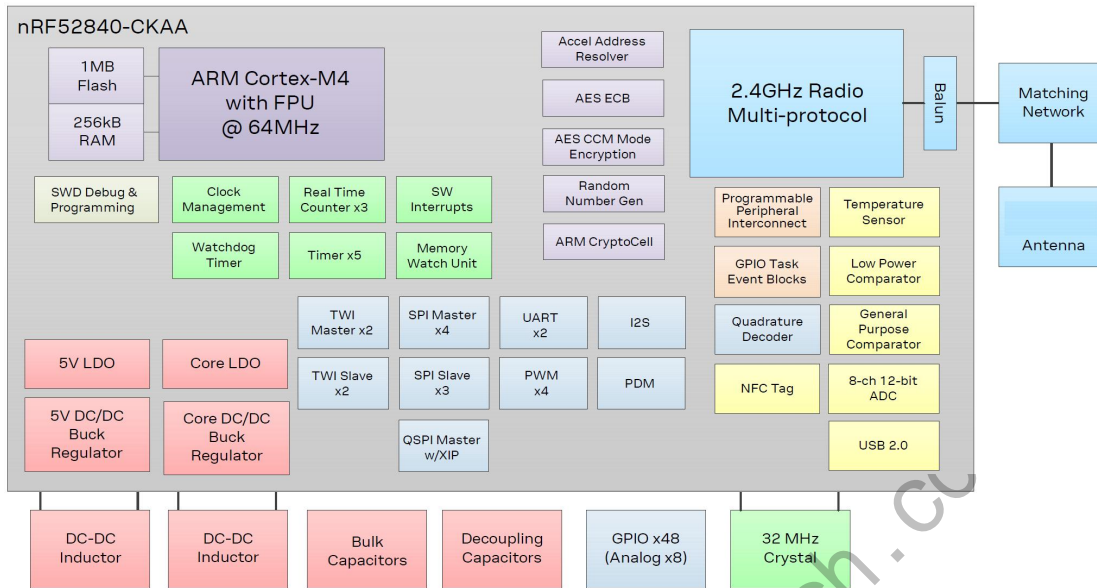 nRF52840-CKAA
1MB
Flash
256kB
RAM
ARM Cortex-M4
with FPU
@ 64MHz
Accel Address
Resolver
AES ECB
AES CCM Mode
Encryption
Random
Number Gen
ARM CryptoCell
2.4GHz Radio
Multi-protocol
Balun
Matching
Network
Antenna
SWD Debug &
Programming
Clock
Management
Real Time
Counter x3
SW
Interrupts
Watchdog
Timer
Timer x5
Memory
Watch Unit
Programmable
Peripheral
Interconnect
Temperature
Sensor
GPIO Task
Event Blocks
Low Power
Comparator
Quadrature
Decoder
General
Purpose
Comparator
NFC Tag
8-ch 12-bit
ADC
USB 2.0
TWI
Master x2
SPI Master
x4
UART
x2
I2S
TWI Slave
x2
SPI Slave
x3
PWM
x4
PDM
QSPI Master
w/XIP
5V LDO
Core LDO
5V DC/DC
Buck
Regulator
Core DC/DC
Buck
Regulator
DC-DC
Inductor
DC-DC
Inductor
Bulk
Capacitors
Decoupling
Capacitors
GPIO x48
(Analog x8)
32 MHz
Crystal